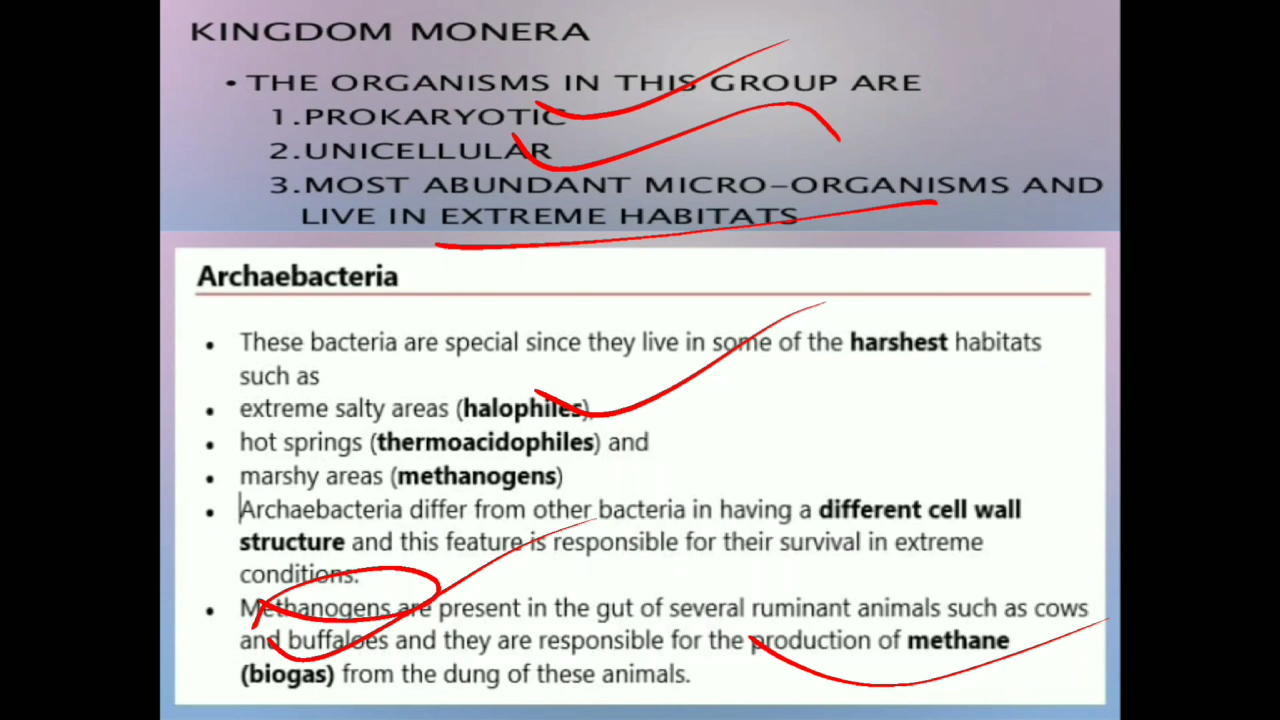 KINGDOM MONERA
• THE ORGANISMS IN THIS GROUP ARE
1.PROKARYOTIC
2.UNICELLULAR
3.MOST ABUNDANT MICRO-ORGANISMS AND
LIVE IN EXTREME HABITATS
Archaebacteria
• These bacteria are special since they live in some of the harshest habitats
such as
• extreme salty areas (halophiles),
• hot springs (thermoacidophiles) and
• marshy areas (methanogens)
• Archaebacteria differ from other bacteria in having a different cell wall
structure and this feature is responsible for their survival in extreme
conditions.
• Methanogens are present in the gut of several ruminant animals such as cows
and buffaloes and they are responsible for the production of methane
(biogas) from the dung of these animals.